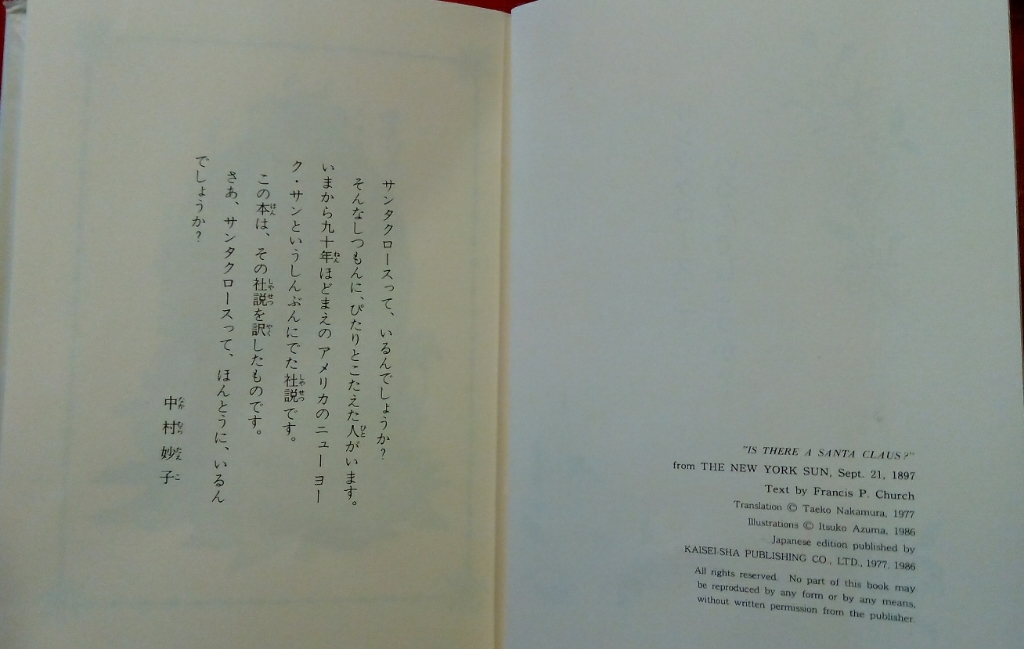 サンタクロースって、いるんでしょうか?
そんなしつもんに、ぴたりとこたえた人がいます。
いまから九十年ほどまえのアメリカのニューヨー
ク・サンというしんぶんにでた社説です。
この本は、その社説を訳したものです。
さあ、サンタクロースって、ほんとうに、いるん
でしょうか?
中村妙子
"IS THERE A SANTA CLAUS?"
from THE NEW YORK SUN, Sept. 21, 1897
Text by Francis P. Church
Translation © Taeko Nakamura, 1977
Illustrations © Itsuko Azuma, 1986
Japanese edition published by
KAISEI-SHA PUBLISHING CO., LTD., 1977, 1986
All rights reserved. No part of this book may
be reproduced by any form or by any means,
without written permission from the publisher.